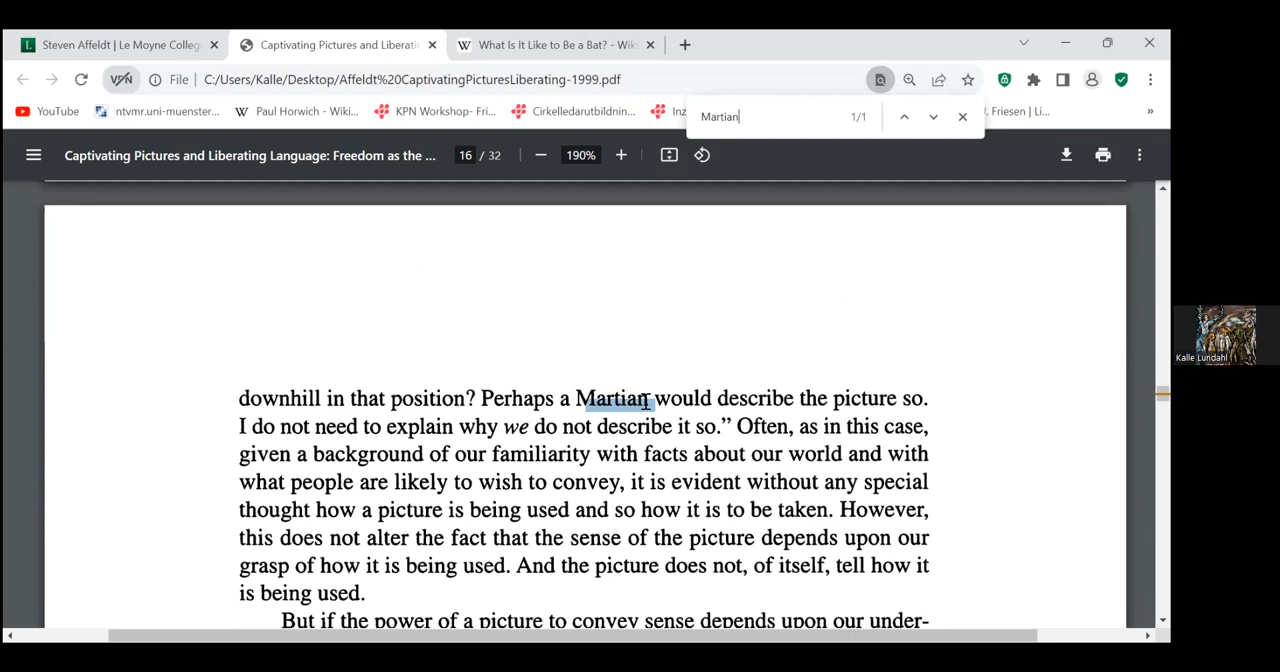 Steven Affeldt | Le Moyne Colleg
Captivating Pictures and Liberati
What Is It Like to Be a Bat? - Wiki
File
C:/Users/Kalle/Desktop/Affeldt%20CaptivatingPicturesLiberating-1999.pdf
YouTube
ntvmr.uni-muenster...
Paul Horwich - Wiki...
KPN Workshop- Fri...
Cirkelledarutbildnin...
Inz
. Friesen | Li...
»
Martian
1/1
Captivating Pictures and Liberating Language: Freedom as the ...
16 / 32
190%
downhill in that position? Perhaps a Martian would describe the picture so.
I do not need to explain why we do not describe it so.” Often, as in this case,
given a background of our familiarity with facts about our world and with
what people are likely to wish to convey, it is evident without any special
thought how a picture is being used and so how it is to be taken. However,
this does not alter the fact that the sense of the picture depends upon our
grasp of how it is being used. And the picture does not, of itself, tell how it
is being used.
But if the power of a picture to convey sense depends upon our under-
Kalle Lundahl